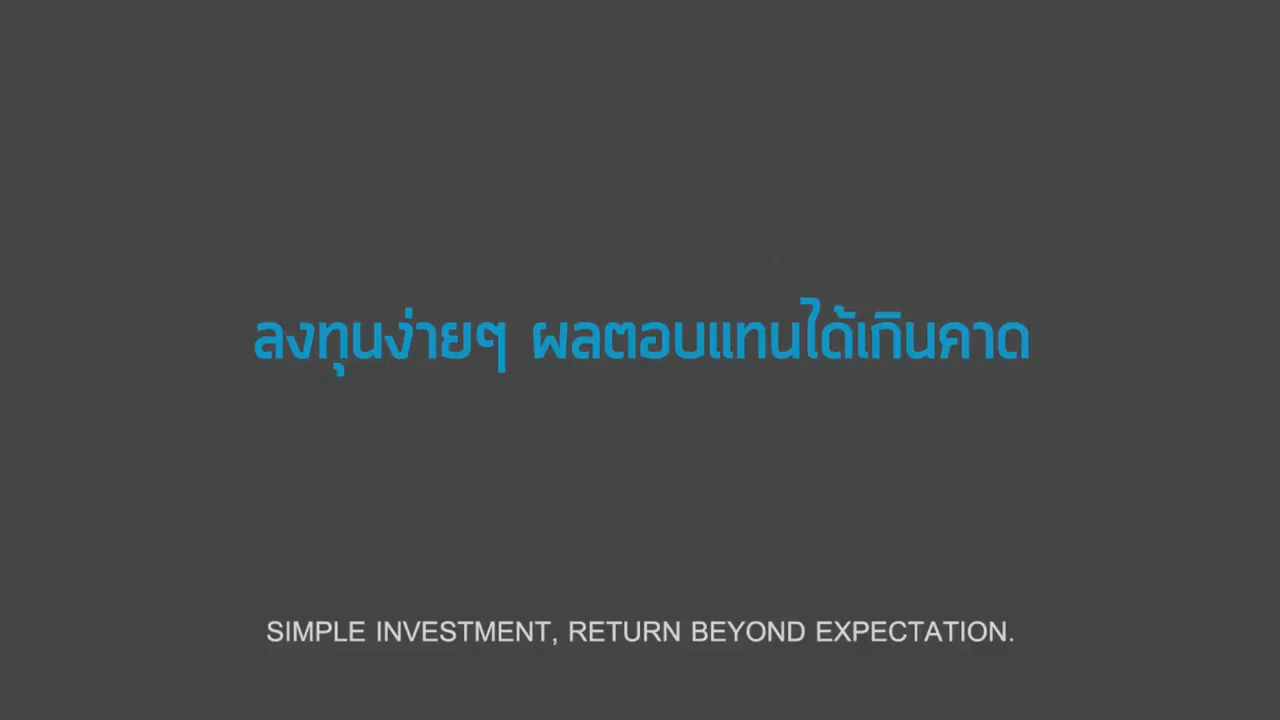 ลงทุนง่ายๆ ผลตอบแทนได้เกินคาด
SIMPLE INVESTMENT, RETURN BEYOND EXPECTATION.